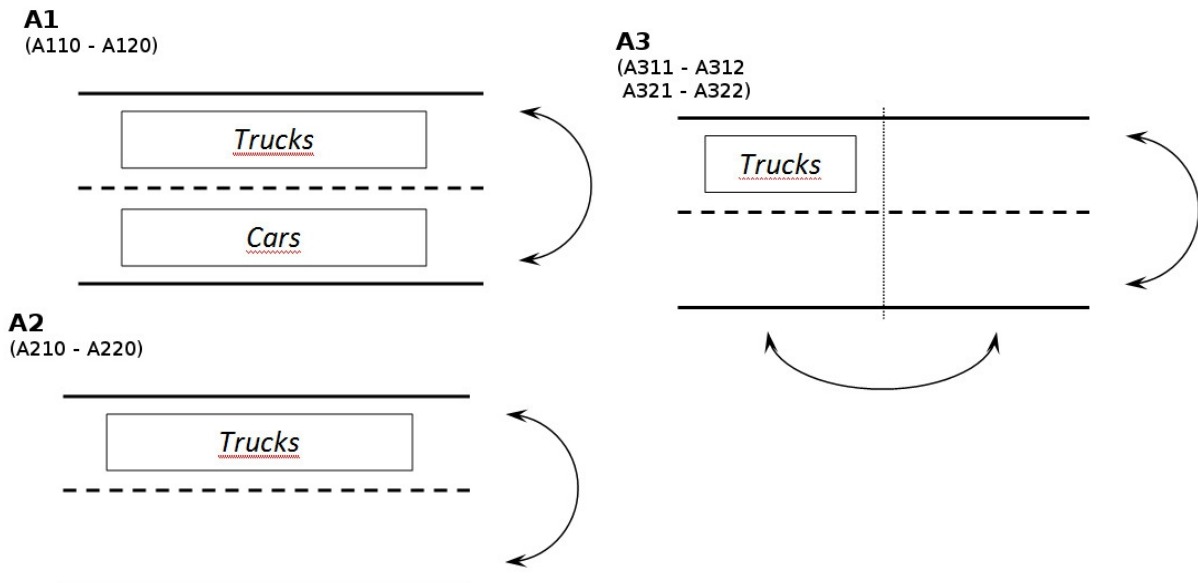 A1
(A110 - A120)
Trucks
Cars
A2
(A210 - A220)
Trucks
A3
(A311 - A312
A321 - A322)
Trucks